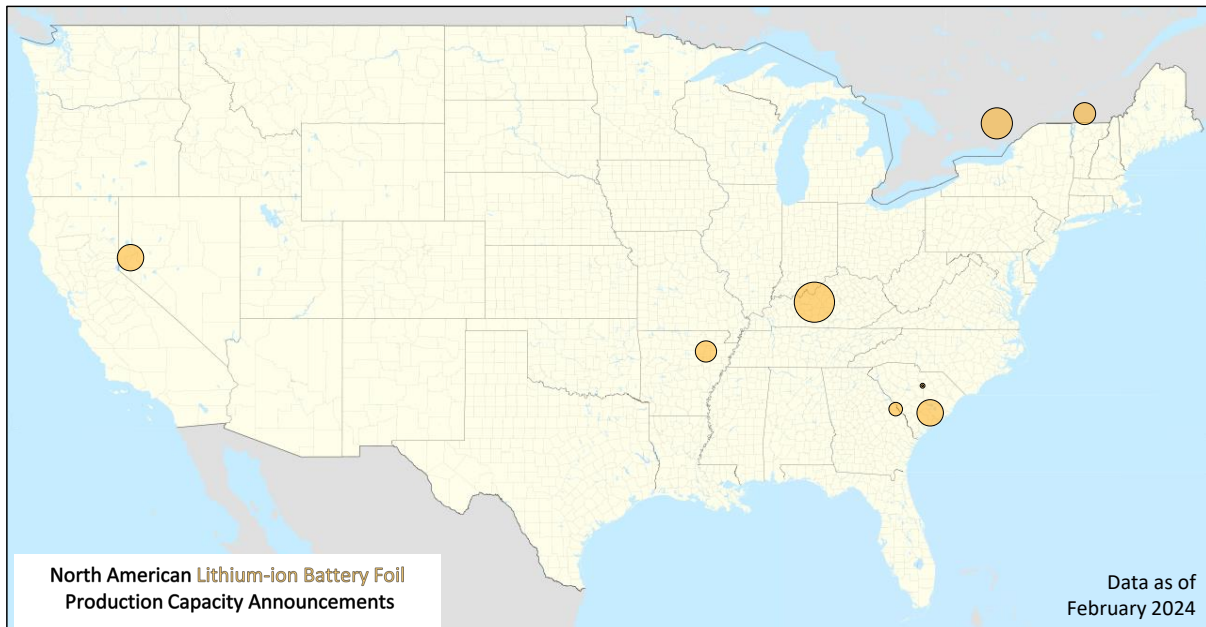 North American Lithium-ion Battery Foil
Production Capacity Announcements
Data as of
February 2024